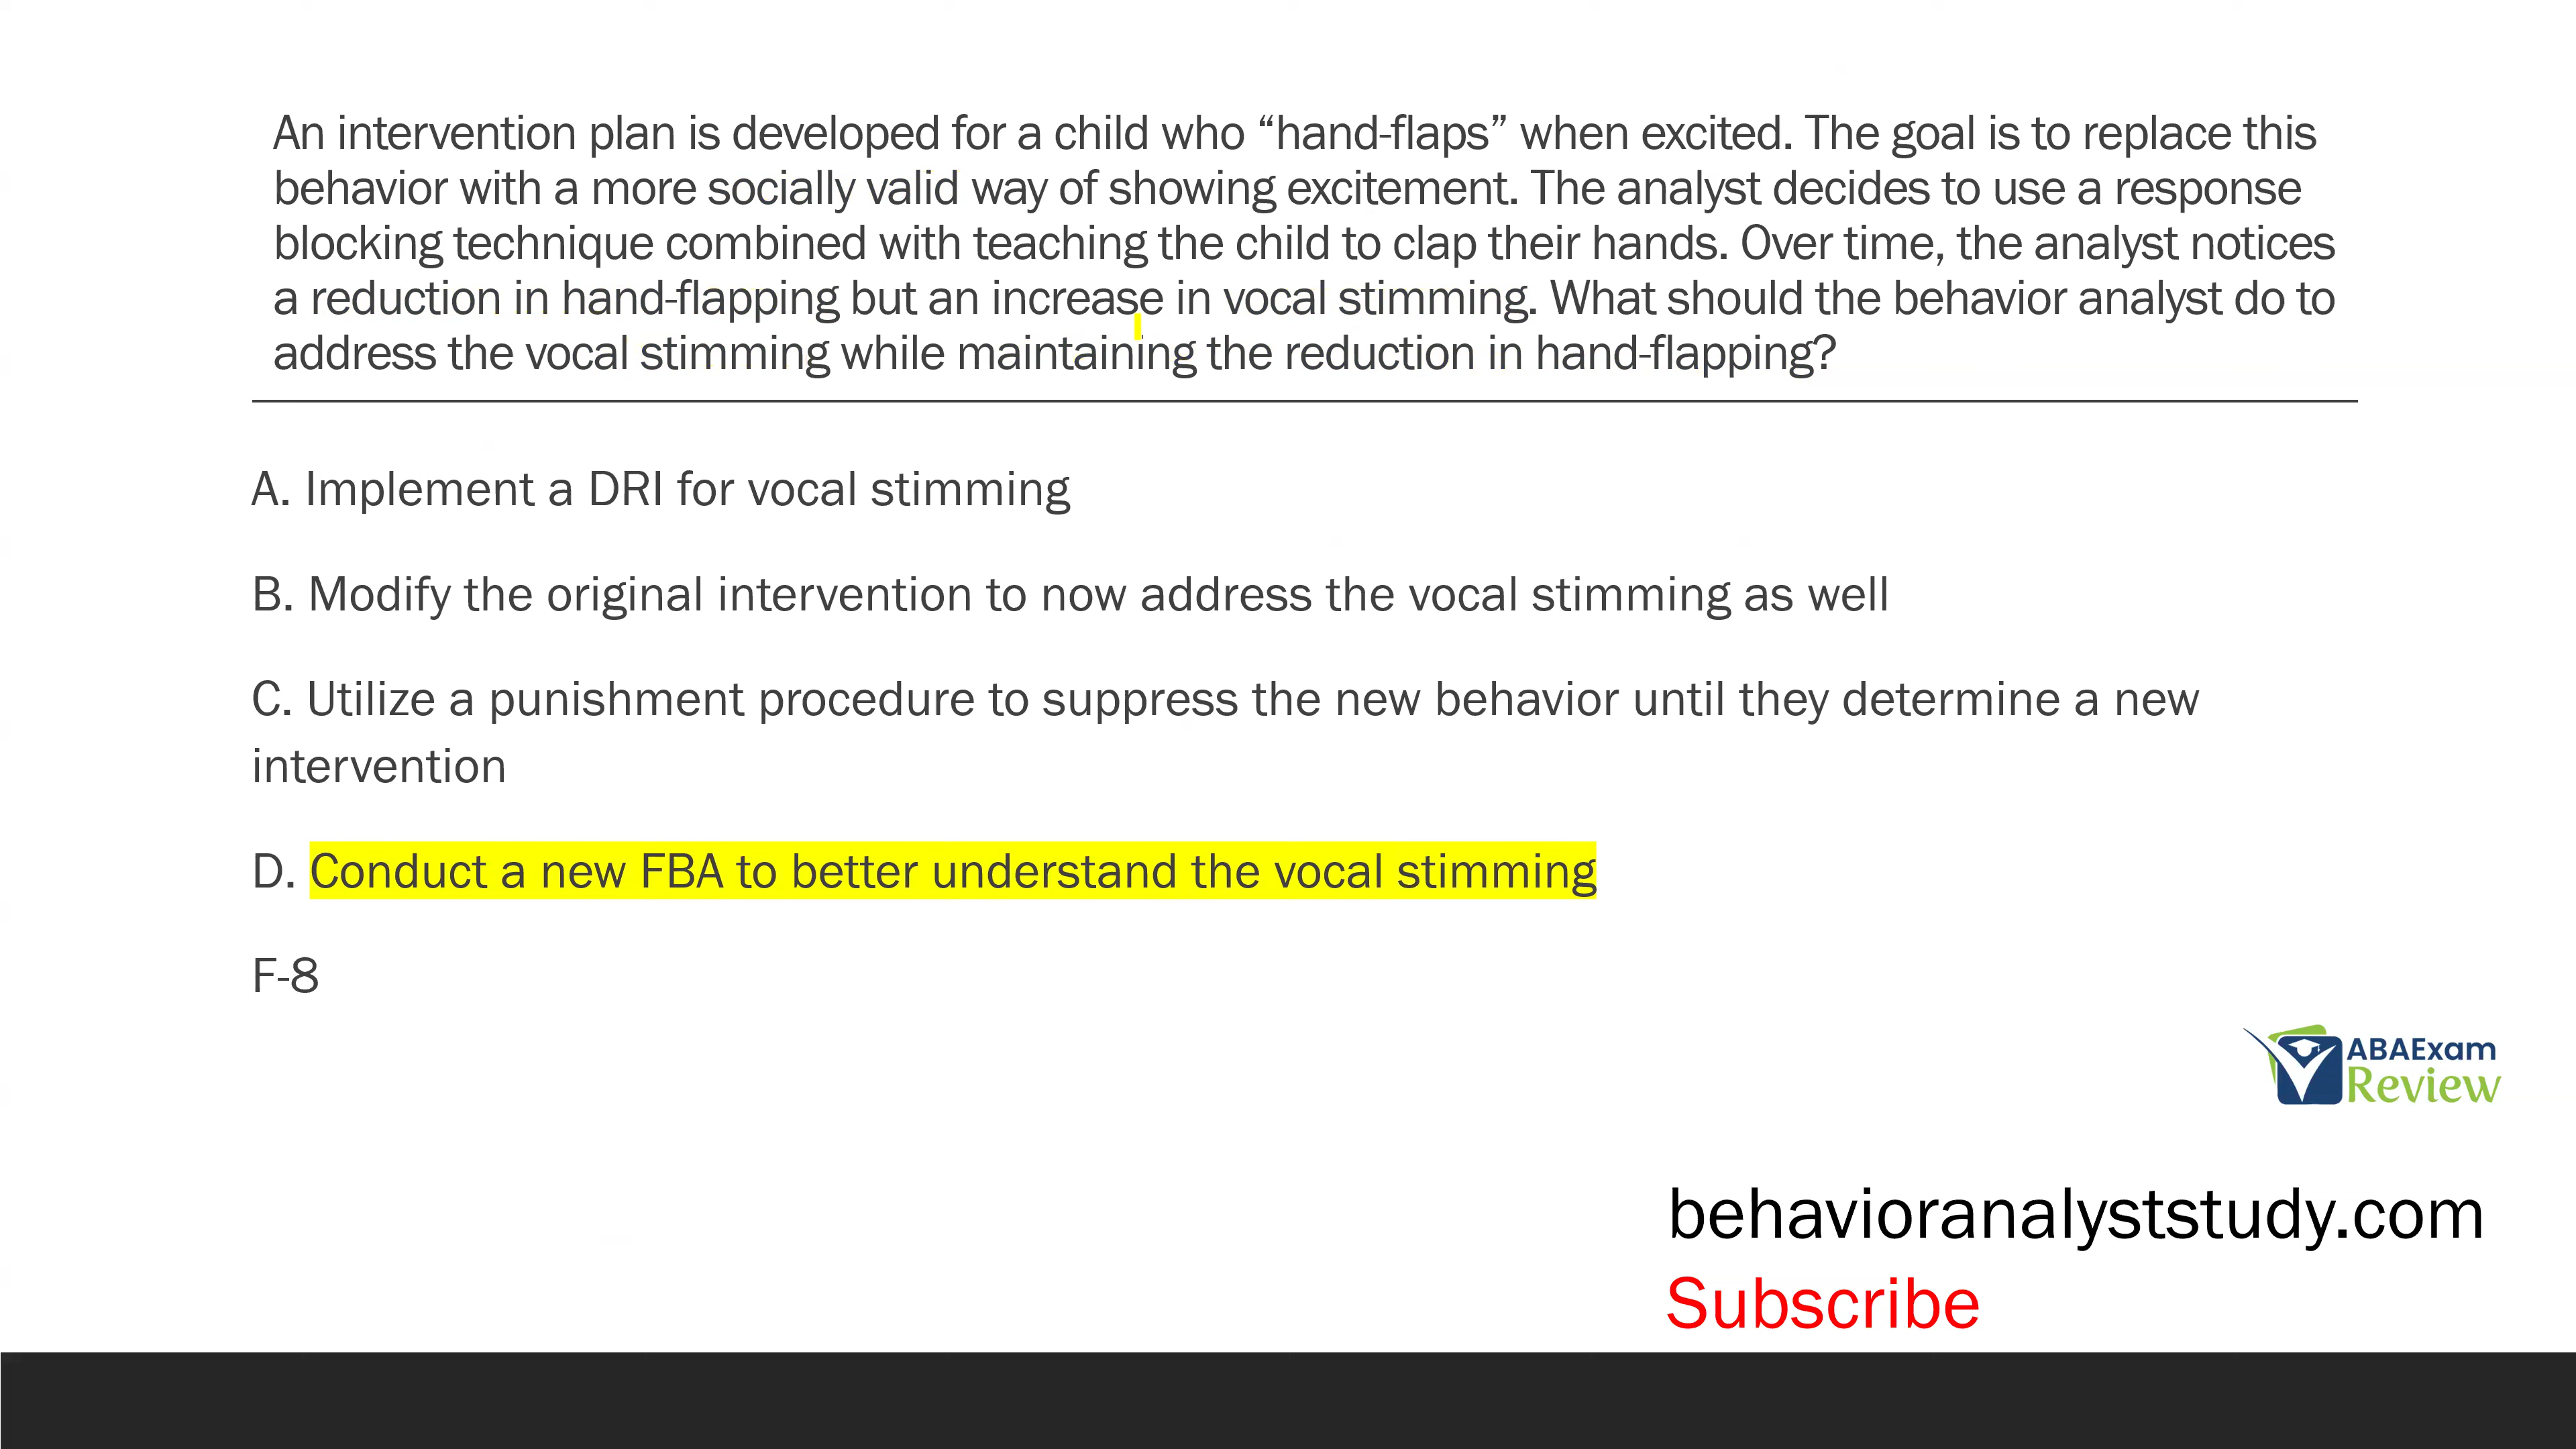 An intervention plan is developed for a child who “hand-flaps” when excited. The goal is to replace this
behavior with a more socially valid way of showing excitement. The analyst decides to use a response
blocking technique combined with teaching the child to clap their hands. Over time, the analyst notices
a reduction in hand-flapping but an increase in vocal stimming. What should the behavior analyst do to
address the vocal stimming while maintaining the reduction in hand-flapping?
A. Implement a DRI for vocal stimming
B. Modify the original intervention to now address the vocal stimming as well
C. Utilize a punishment procedure to suppress the new behavior until they determine a new
intervention
D. Conduct a new FBA to better understand the vocal stimming
F-8
ABAExam
Review
behavioranalyststudy.com
Subscribe